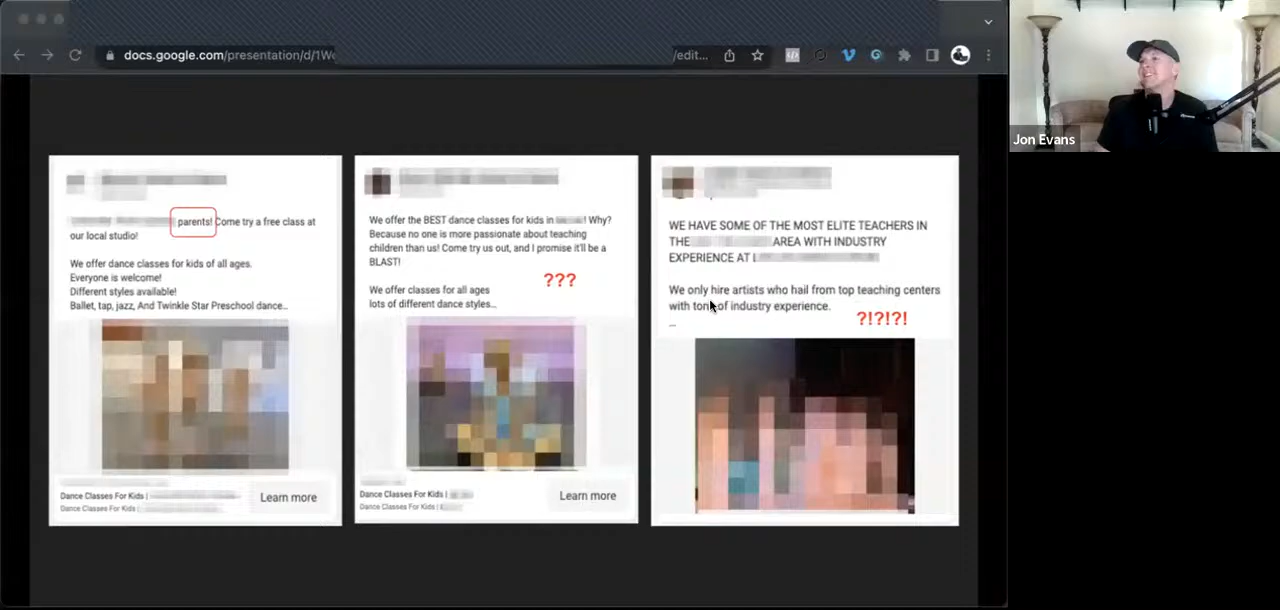 docs.google.com/presentation/d/1W
/edit...
Jon Evans
parents! Come try a free class at
our local studio!
We offer dance classes for kids of all ages.
Everyone is welcome!
Different styles available!
Ballet, tap, jazz, And Twinkle Star Preschool dance..
Dance Classes For Kids |
Dance Classes For Kids |
Learn more
We offer the BEST dance classes for kids in ! Why?
Because no one is more passionate about teaching
children than us! Come try us out, and I promise it'll be a
BLAST!
???
We offer classes for all ages
lots of different dance styles...
Dance Classes For Kids |
Dance Classes For Kids |
Learn more
WE HAVE SOME OF THE MOST ELITE TEACHERS IN
THE AREA WITH INDUSTRY
EXPERIENCE AT
We only hire artists who hail from top teaching centers
with tons of industry experience.
?!?!?!
...